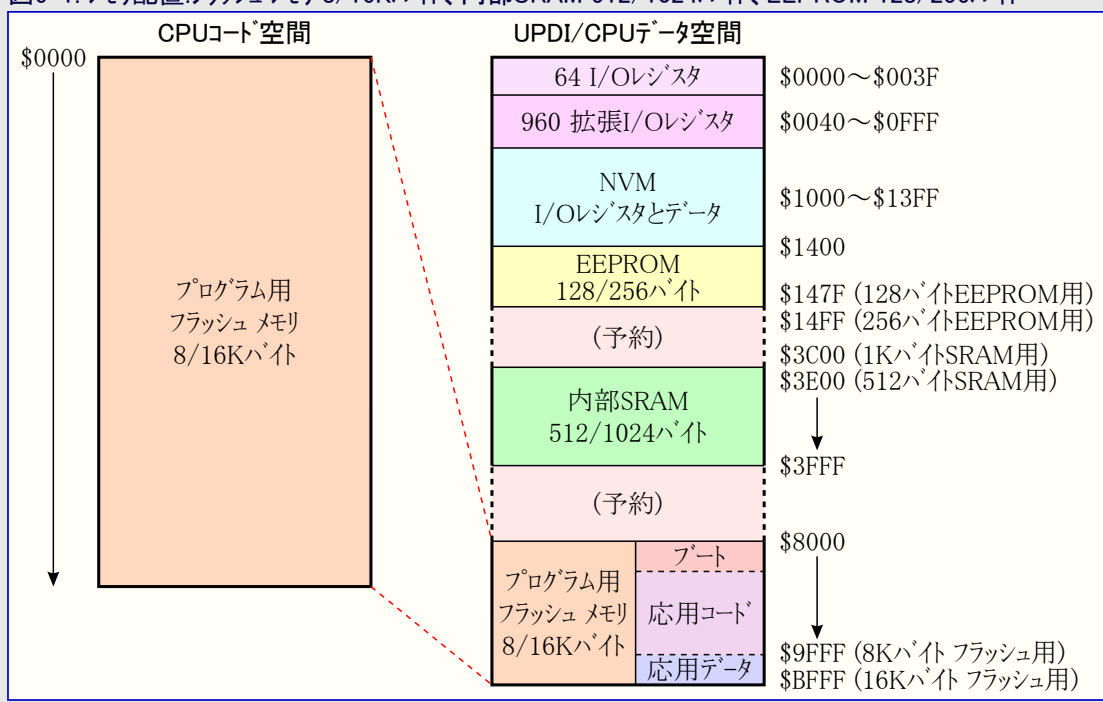 CPUコード空間
UPDI/CPUデータ空間
$0000
プログラム用
フラッシュ メモリ
8/16Kバイト
64 I/Oレジスタ
$0000～$003F
960 拡張I/Oレジスタ
$0040～$0FFF
NVM
I/Oレジスタとデータ
$1000～$13FF
$1400
EEPROM
128/256バイト
$147F (128バイトEEPROM用)
$14FF (256バイトEEPROM用)
(予約)
$3C00 (1KバイトSRAM用)
$3E00 (512バイトSRAM用)
内部SRAM
512/1024バイト
$3FFF
(予約)
$8000
プログラム用
フラッシュ メモリ
8/16Kバイト
ブート
応用コード
応用データ
$9FFF (8Kバイト フラッシュ用)
$BFFF (16Kバイト フラッシュ用)